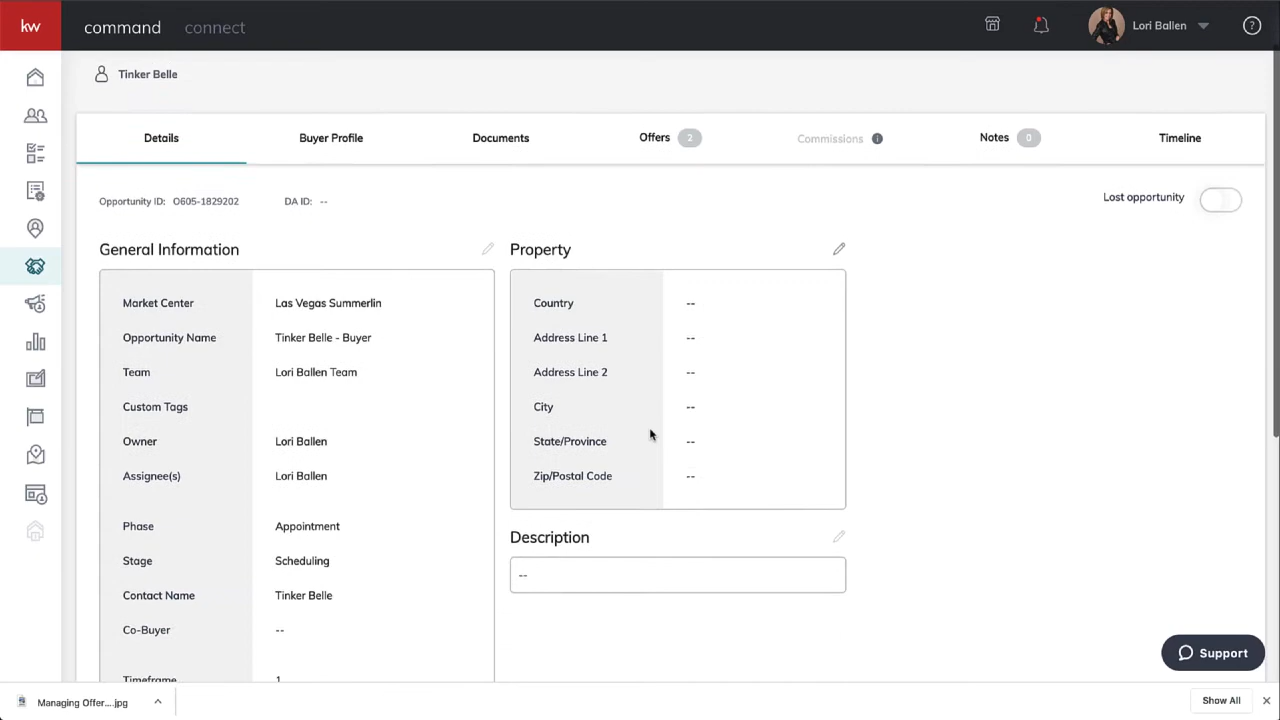 kw command connect Lori Ballen ?
Tinker Belle
Details Buyer Profile Documents Offers 2 Commissions i Notes 0 Timeline
Opportunity ID: O605-1829202 DA ID: -- Lost opportunity
General Information Property
Market Center Las Vegas Summerlin Country --
Opportunity Name Tinker Belle - Buyer Address Line 1 --
Team Lori Ballen Team Address Line 2 --
Custom Tags City --
Owner Lori Ballen State/Province --
Assignee(s) Lori Ballen Zip/Postal Code --
Phase Appointment Description
Stage Scheduling --
Contact Name Tinker Belle
Co-Buyer --
Support
Timeframe 1
Managing Offer....jpg Show All